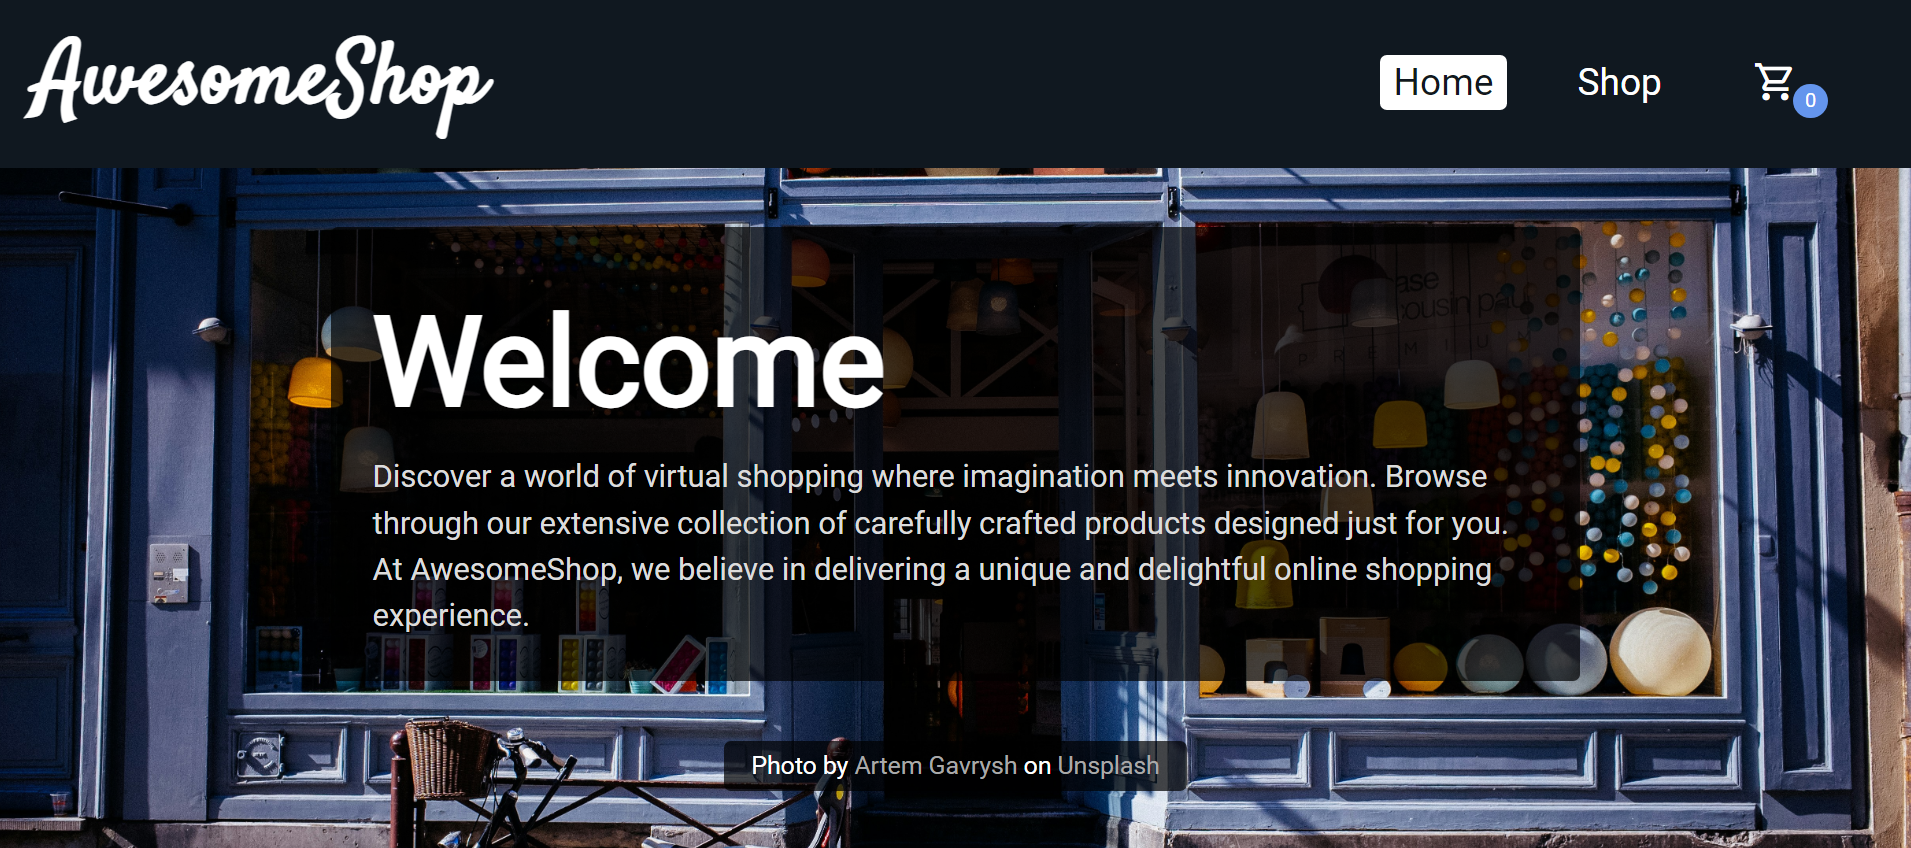 AwesomeShop
Home
Shop
0
Welcome
Discover a world of virtual shopping where imagination meets innovation. Browse
through our extensive collection of carefully crafted products designed just for you.
At AwesomeShop, we believe in delivering a unique and delightful online shopping
experience.
Photo by Artem Gavrysh on Unsplash